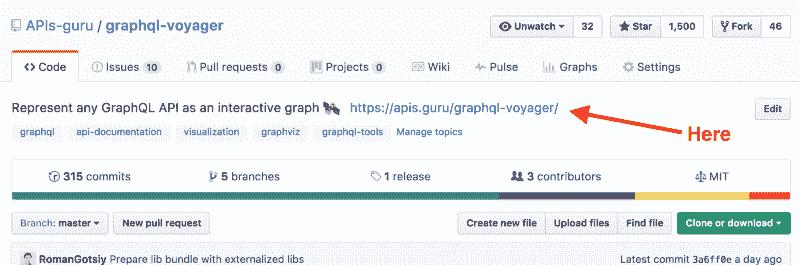 APIs-guru / graphql-voyager Unwatch 32 Star 1,500 Fork 46
Code Issues 10 Pull requests 0 Projects 0 Wiki Pulse Graphs Settings
Represent any GraphQL API as an interactive graph https://apis.guru/graphql-voyager/ Edit
Here
graphql api-documentation visualization graphviz graphql-tools Manage topics
315 commits 5 branches 1 release 3 contributors MIT
Branch: master New pull request Create new file Upload files Find file Clone or download
RomanGotsiy Prepare lib bundle with externalized libs Latest commit 3a6ff0e a day ago